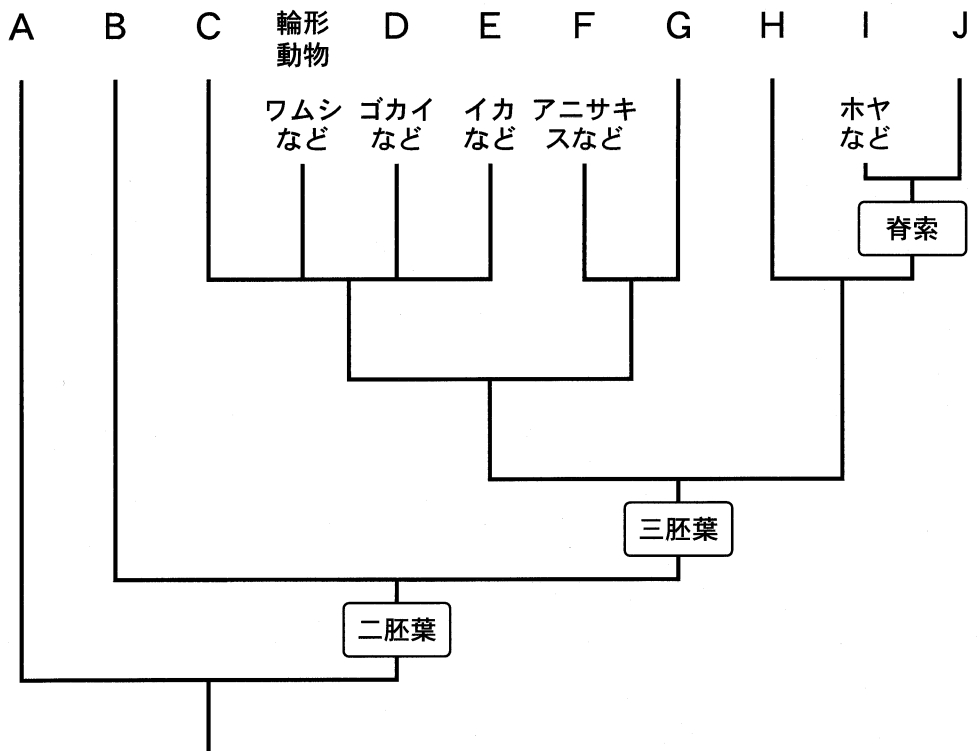 A B C 輪形 D E F G H I J
動物
ワムシ ゴカイ イカ アニサキ ホヤ
など など など スなど など
脊索
三胚葉
二胚葉